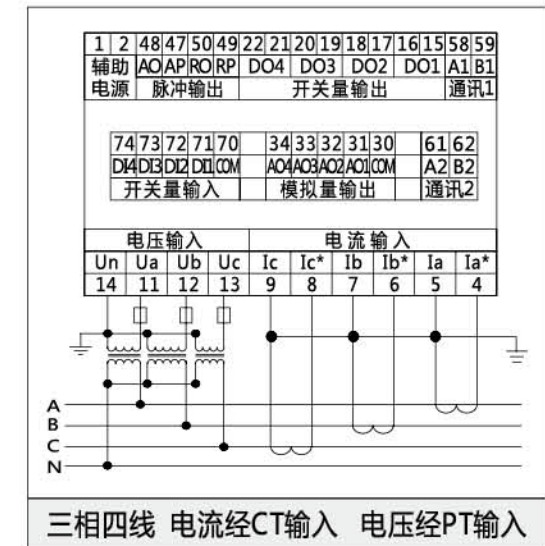 1 2 48 47 50 49 22 21 20 19 18 17 16 15 58 59
辅助 AO AP RO RP DO4 DO3 DO2 DO1 A1 B1
电源 脉冲输出 开关量输出 通讯1
74 73 72 71 70 34 33 32 31 30 61 62
DI4 DI3 DI2 DI1 COM AO4 AO3 AO2 AO1 COM A2 B2
开关量输入 模拟量输出 通讯2
电压输入 电流输入
Un Ua Ub Uc Ic Ic* Ib Ib* Ia Ia*
14 11 12 13 9 8 7 6 5 4
A
B
C
N
三相四线 电流经CT输入 电压经PT输入